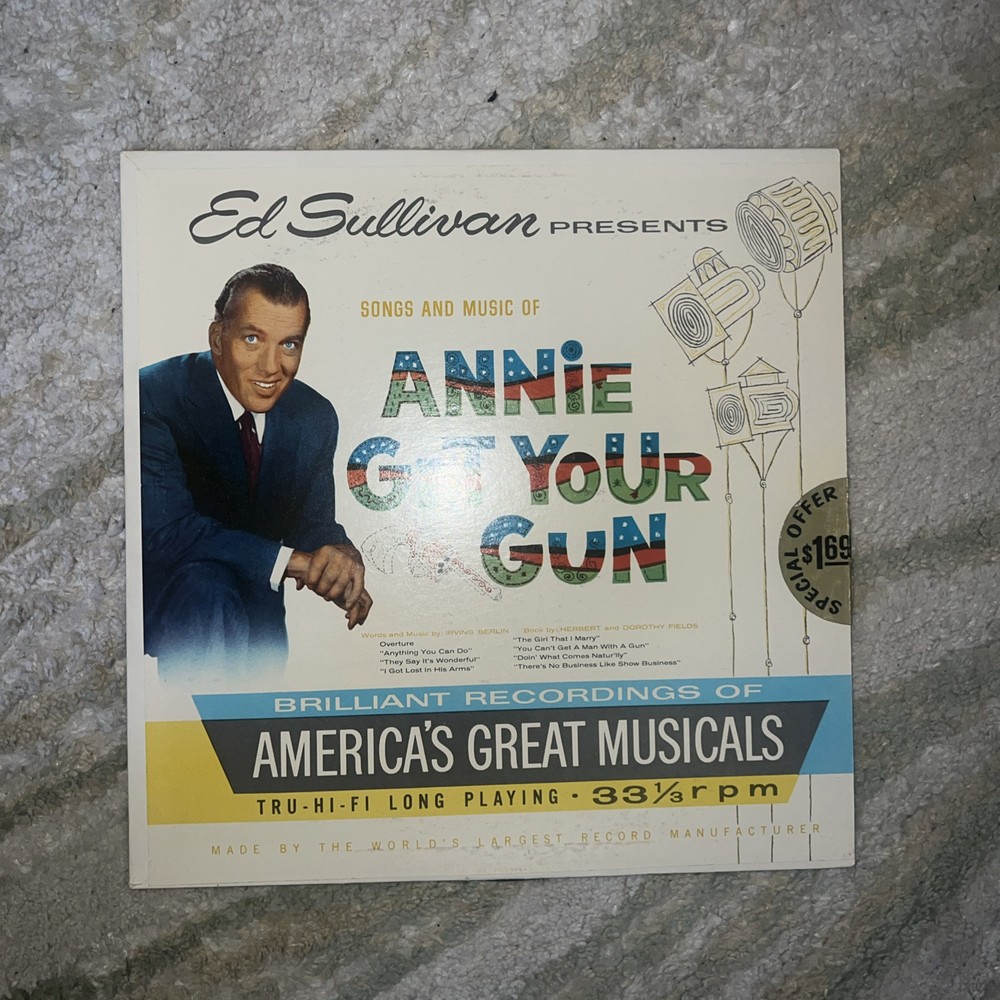 Ed Sullivan PRESENTS
SONGS AND MUSIC OF
ANNiE
GET YOUR
GUN
SPECIAL OFFER
$1.69
Words and Music by: IRVING BERLIN
Book by: HERBERT and DOROTHY FIELDS
Overture
"Anything You Can Do"
"They Say It's Wonderful"
"I Got Lost in His Arms"
"The Girl That I Marry"
"You Can't Get A Man With A Gun"
"Doin' What Comes Natur'lly"
"There's No Business Like Show Business"
BRILLIANT RECORDINGS OF
AMERICA'S GREAT MUSICALS
TRU-HI-FI LONG PLAYING · 33⅓ rpm
MADE BY THE WORLD'S LARGEST RECORD MANUFACTURER